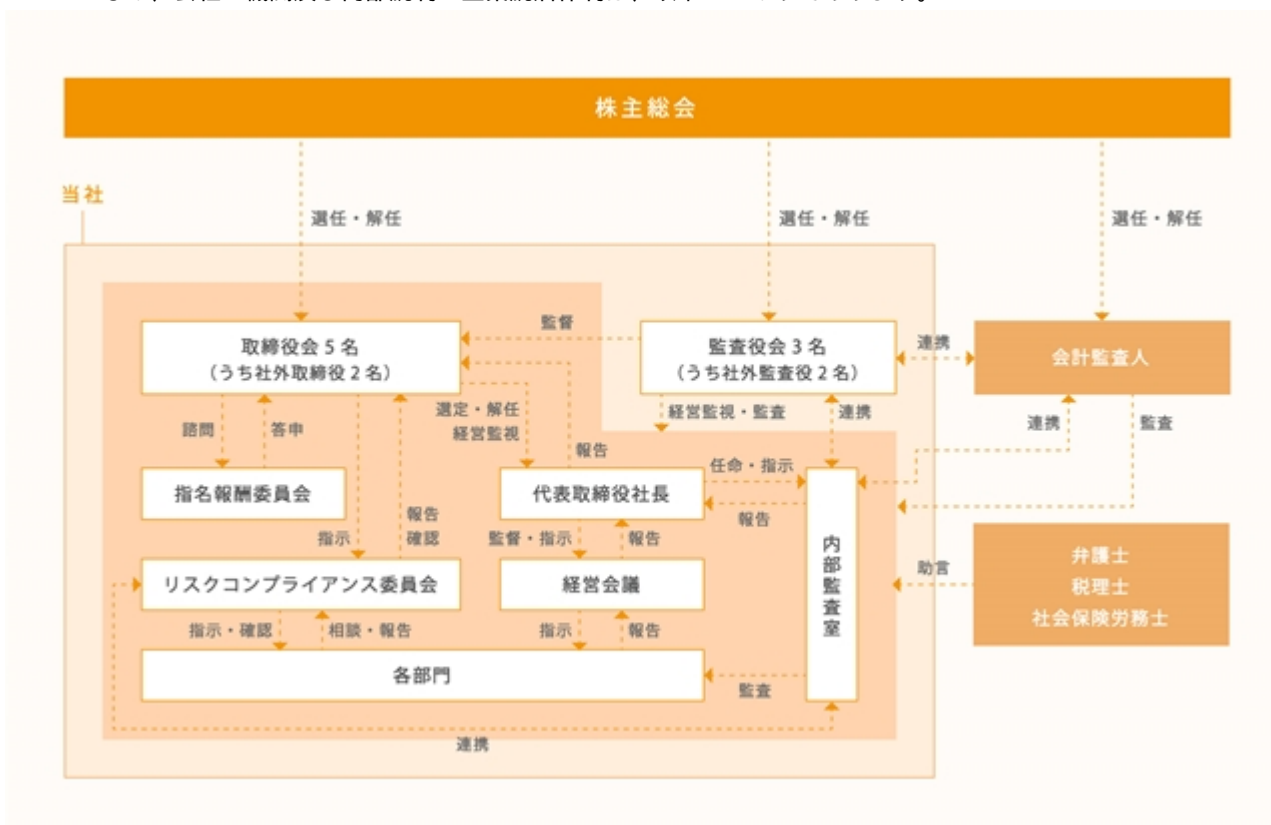 株主総会
当社
選任・解任
選任・解任
選任・解任
取締役会5名
(うち社外取締役2名)
監督
監査役会3名
(うち社外監査役2名)
連携
会計監査人
諮問
答申
選定・解任
経営監視
報告
経営監視・監査
連携
連携
監査
指名報酬委員会
代表取締役社長
任命・指示
報告
内部監査室
指示
報告
確認
監督・指示
報告
リスクコンプライアンス委員会
経営会議
助言
弁護士
税理士
社会保険労務士
指示・確認
相談・報告
指示
報告
各部門
監査
連携